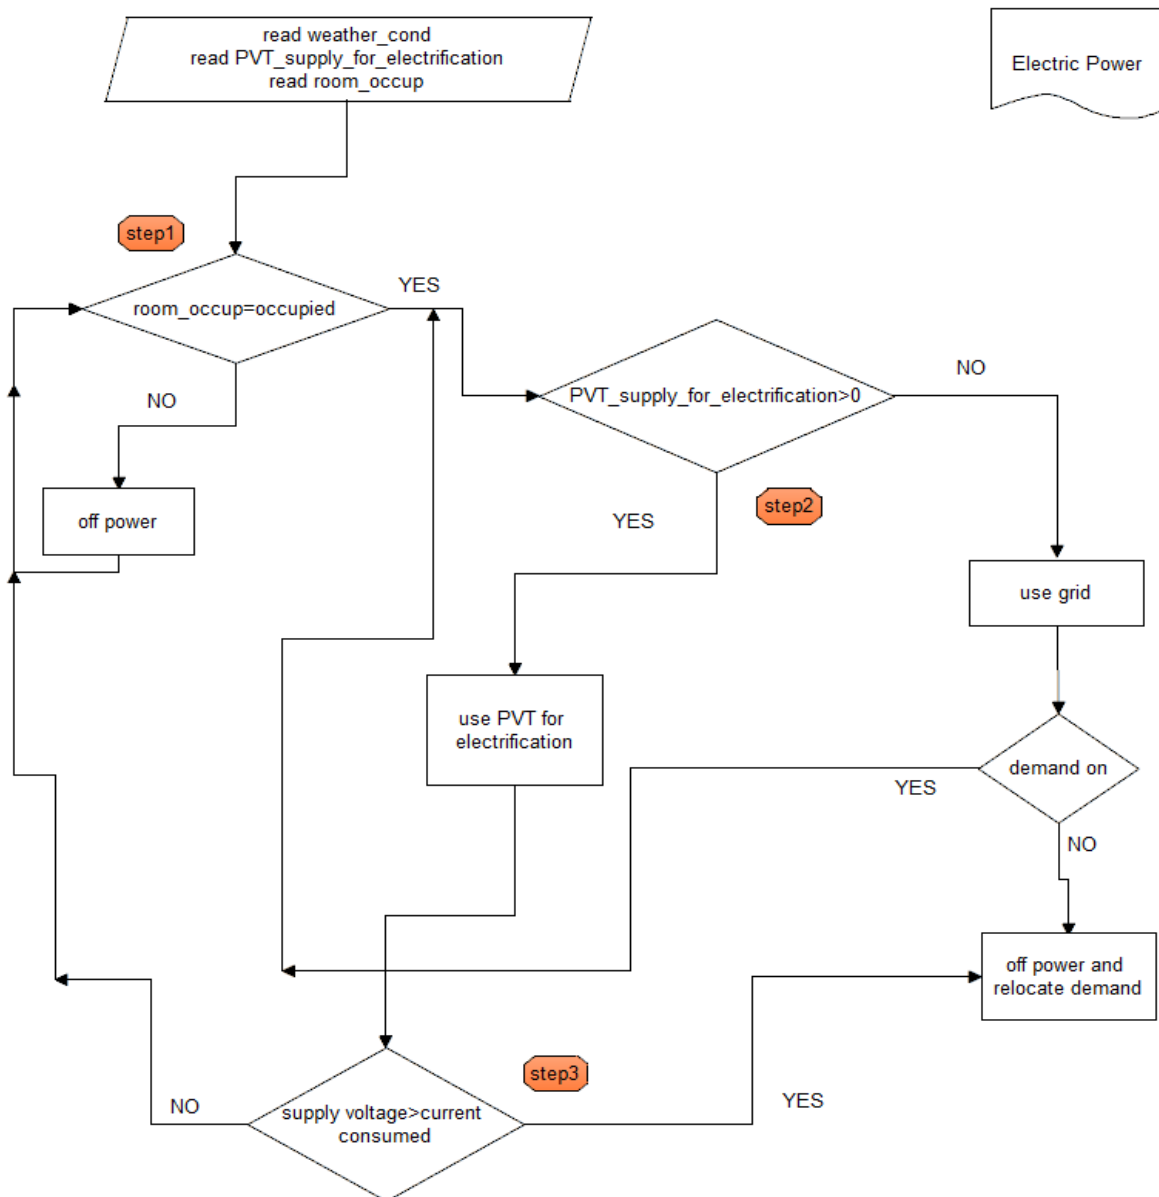 read weather_cond
read PVT_supply_for_electrification
read room_occup
Electric Power
step1
YES
room_occup=occupied
NO
PVT_supply_for_electrification>0
NO
off power
step2
YES
use grid
use PVT for
electrification
demand on
YES
NO
off power and
relocate demand
step3
NO
supply voltage>current
consumed
YES